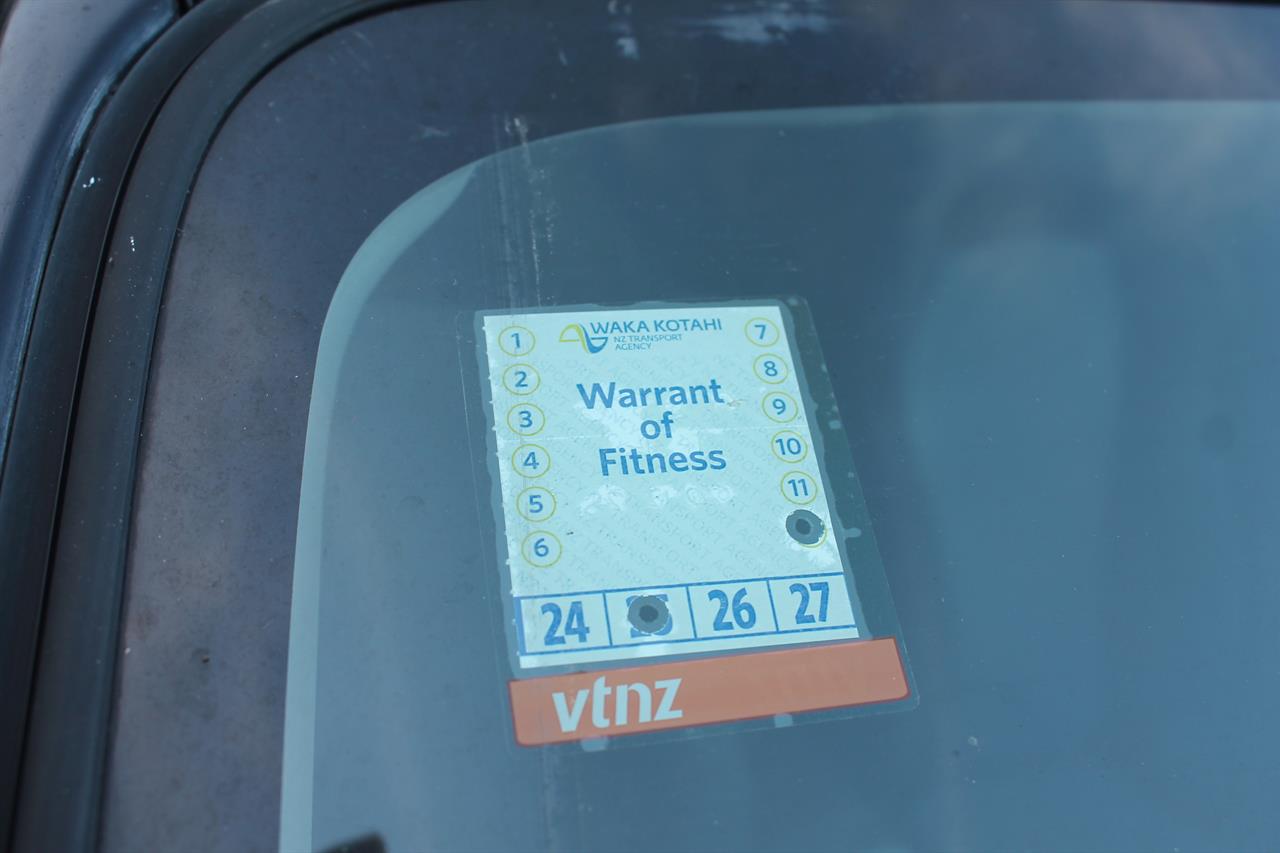 WAKA KOTAHI
NZ TRANSPORT
AGENCY
Warrant
of
Fitness
1
2
3
4
5
6
7
8
9
10
11
24 26 27
vtnz